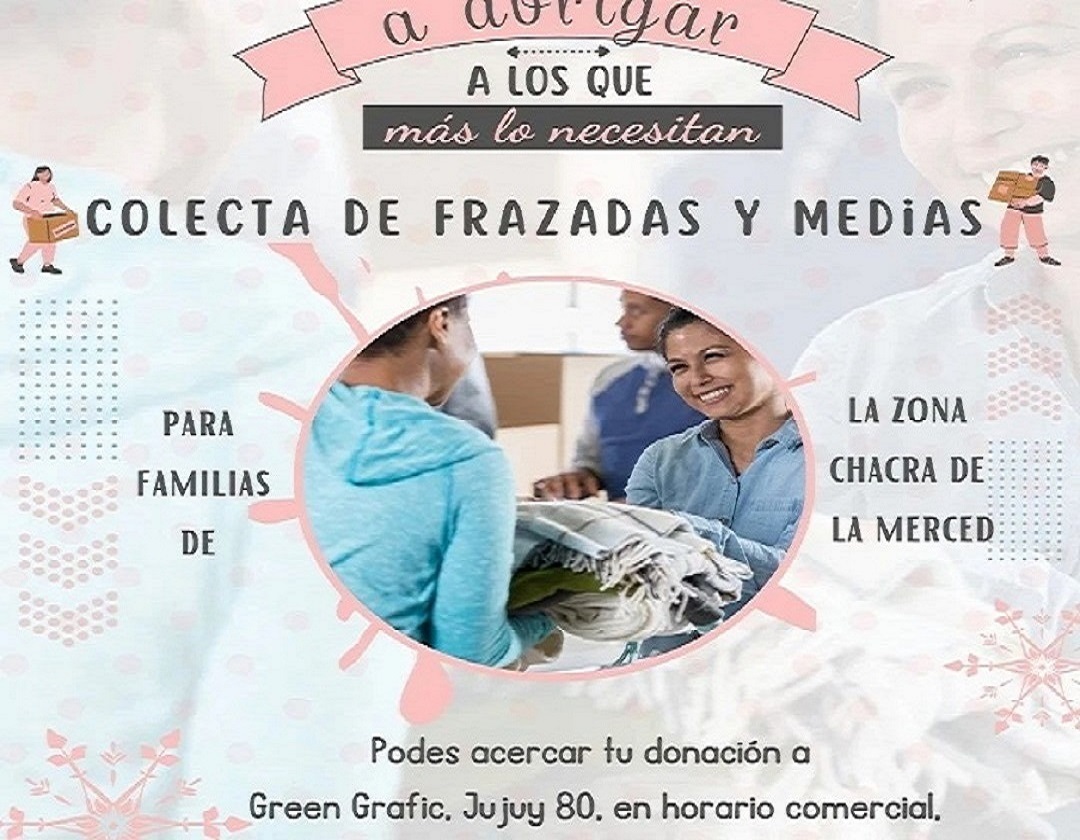 a abrigar
A LOS QUE
más lo necesitan
COLECTA DE FRAZADAS Y MEDiAS
PARA
FAMILIAS
DE
LA ZONA
CHACRA DE
LA MERCED
Podes acercar tu donación a
Green Grafic, Jujuy 80, en horario comercial.